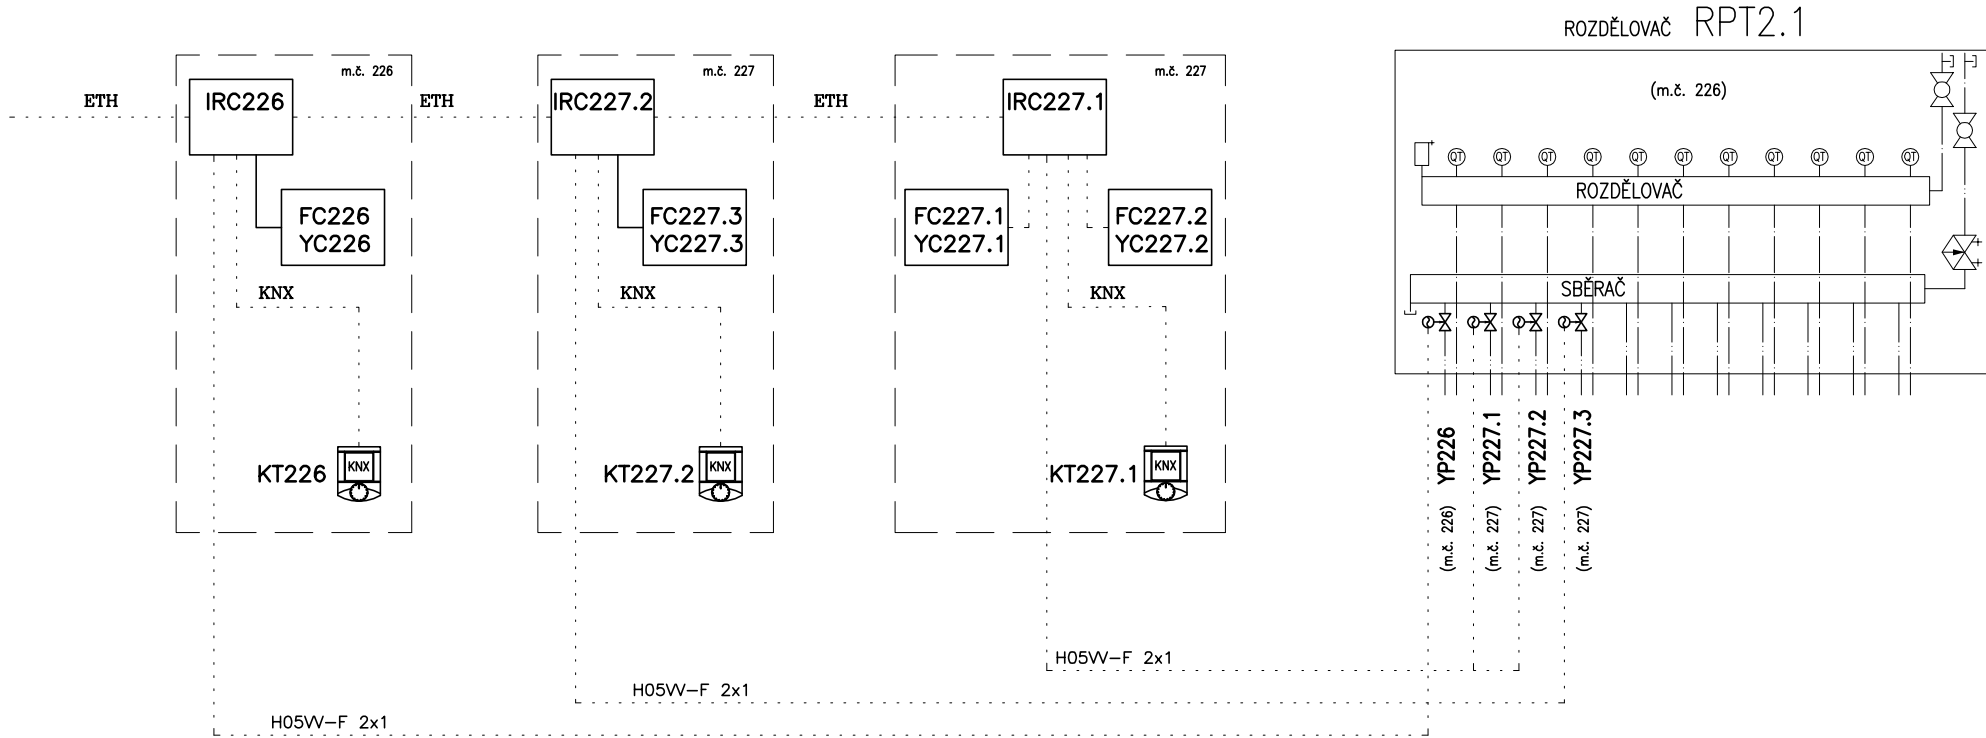 ROZDĚLOVAČ RPT2.1
m.č. 226
m.č. 227
m.č. 227
ETH
IRC226
ETH
IRC227.2
ETH
IRC227.1
(m.č. 226)
QT QT QT QT QT QT QT QT QT QT QT
ROZDĚLOVAČ
FC226
YC226
FC227.3
YC227.3
FC227.1
YC227.1
FC227.2
YC227.2
KNX
KNX
KNX
SBĚRAČ
KT226
KNX
KT227.2
KNX
KT227.1
KNX
YP226
(m.č. 226)
YP227.1
(m.č. 227)
YP227.2
(m.č. 227)
YP227.3
(m.č. 227)
H05VV-F 2x1
H05VV-F 2x1
H05VV-F 2x1